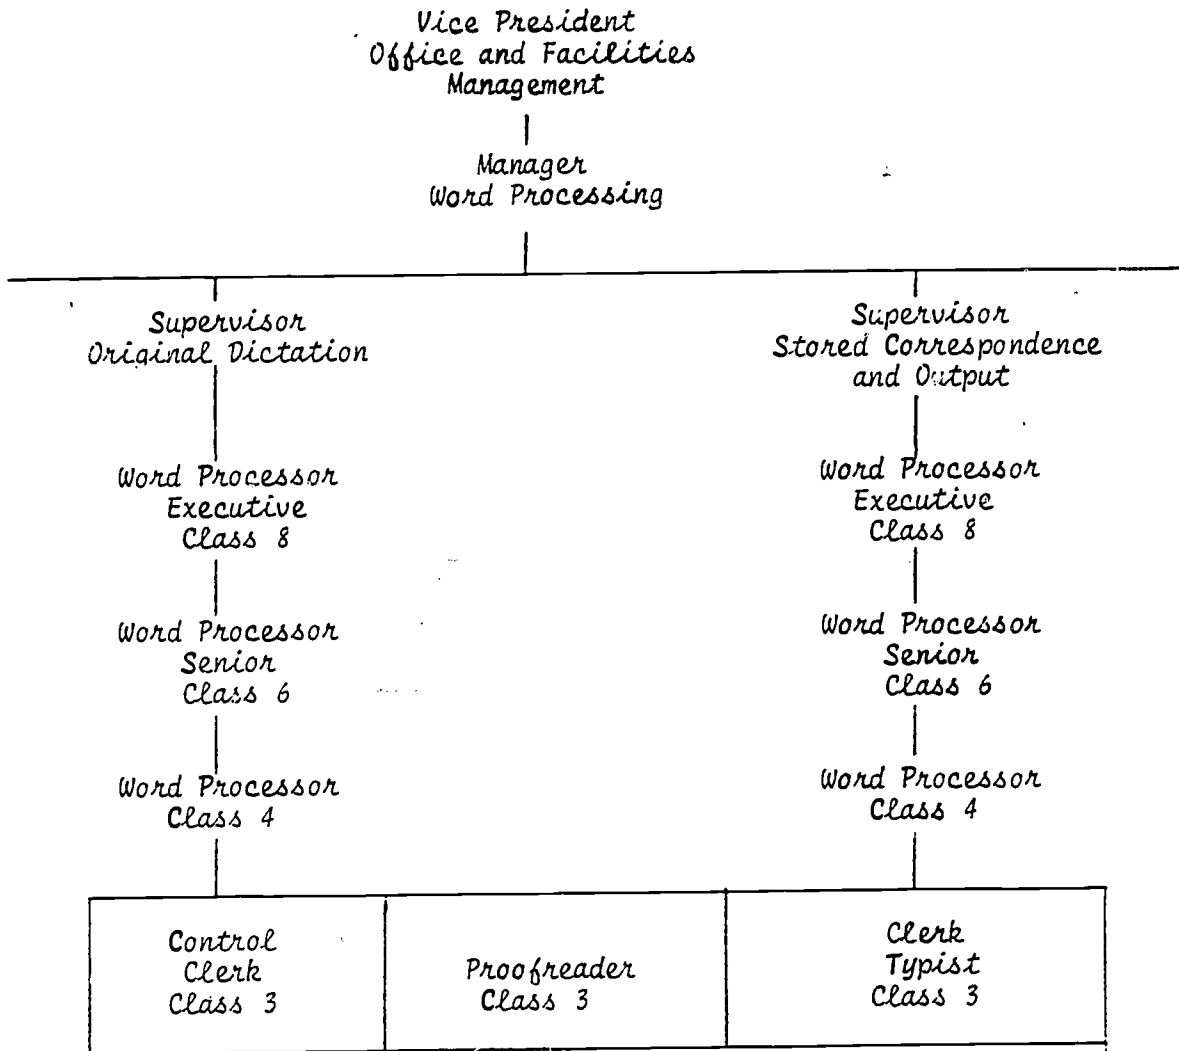 Vice President
Office and Facilities
Management
Manager
Word Processing
Supervisor
Original Dictation
Word Processor
Executive
Class 8
Word Processor
Senior
Class 6
Word Processor
Class 4
Supervisor
Stored Correspondence
and Output
Word Processor
Executive
Class 8
Word Processor
Senior
Class 6
Word Processor
Class 4
Control
Clerk
Class 3
Proofreader
Class 3
Clerk
Typist
Class 3